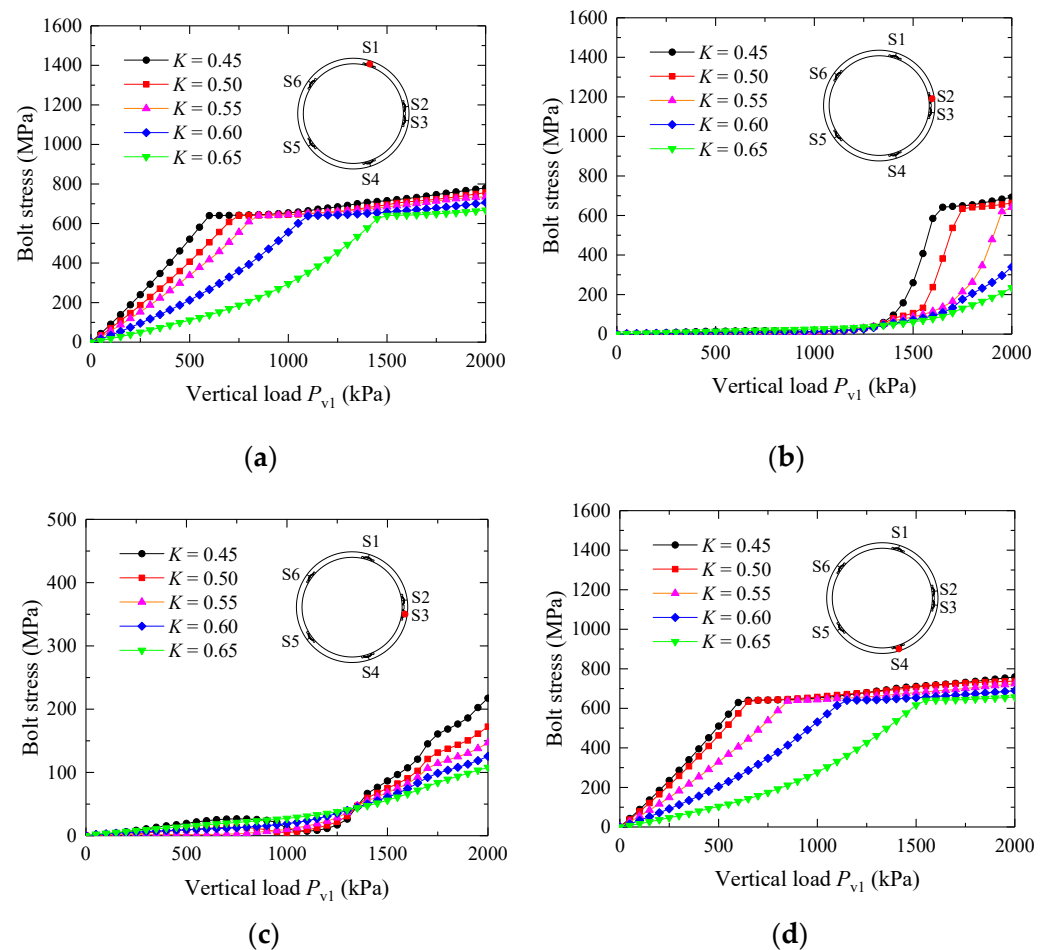 1600
1400
1200
1000
800
600
400
200
0
Bolt stress (MPa)
K = 0.45
K = 0.50
K = 0.55
K = 0.60
K = 0.65
S1
S2
S3
S4
S5
S6
0 500 1000 1500 2000
Vertical load Pv1 (kPa)
(a)
1600
1400
1200
1000
800
600
400
200
0
Bolt stress (MPa)
K = 0.45
K = 0.50
K = 0.55
K = 0.60
K = 0.65
S1
S2
S3
S4
S5
S6
0 500 1000 1500 2000
Vertical load Pv1 (kPa)
(b)
500
450
300
250
200
150
100
50
0
Bolt stress (MPa)
K = 0.45
K = 0.50
K = 0.55
K = 0.60
K = 0.65
S1
S2
S3
S4
S5
S6
0 500 1000 1500 2000
Vertical load Pv1 (kPa)
(c)
1600
1400
1200
1000
800
600
400
200
0
Bolt stress (MPa)
K = 0.45
K = 0.50
K = 0.55
K = 0.60
K = 0.65
S1
S2
S3
S4
S5
S6
0 500 1000 1500 2000
Vertical load Pv1 (kPa)
(d)